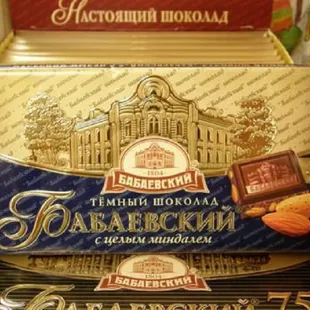 Настоящий шоколад
1804
БАБАЕВСКИЙ
ТЁМНЫЙ ШОКОЛАД
БАБАЕВСКИЙ
с целым миндалем
1804
БАБАЕВСКИЙ
БАБАЕВСКИЙ 75